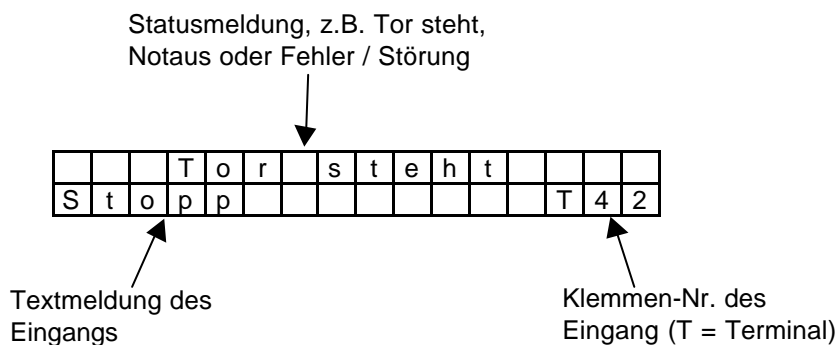 Statusmeldung, z.B. Tor steht,
Notaus oder Fehler / Störung
Tor steht
Stopp T42
Textmeldung des
Eingangs
Klemmen-Nr. des
Eingang (T = Terminal)